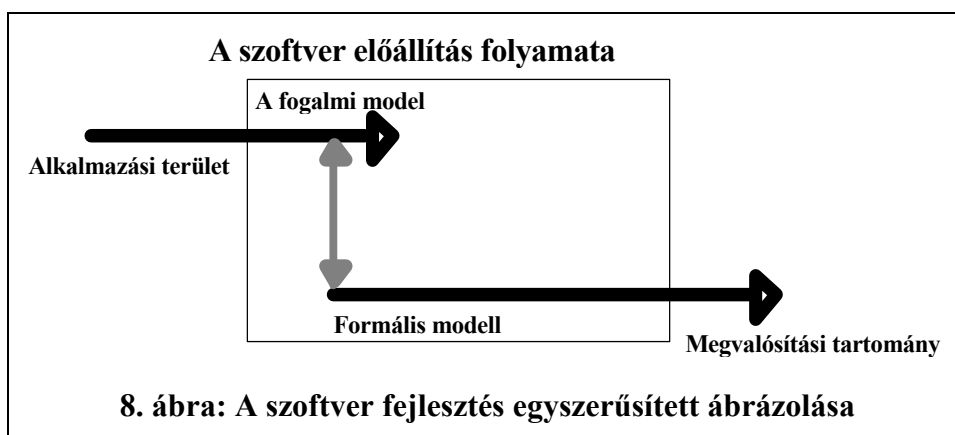 A szoftver előállítás folyamata
A fogalmi model
Alkalmazási terület
Formális modell
Megvalósítási tartomány
8. ábra: A szoftver fejlesztés egyszerűsített ábrázolása